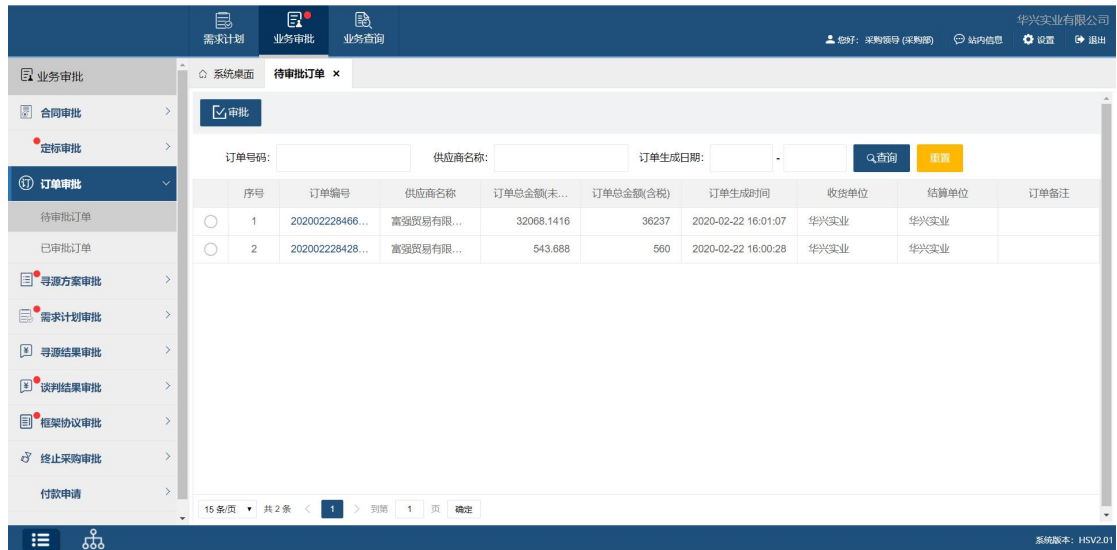 华兴实业有限公司
需求计划 业务审批 业务查询
您好：采购领导 (采购部) 站内信息 设置 退出
业务审批
系统桌面 待审批订单 ×
合同审批
审批
定标审批
订单号码： 供应商名称： 订单生成日期： - 查询 重置
订单审批
序号 订单编号 供应商名称 订单总金额(未... 订单总金额(含税) 订单生成时间 收货单位 结算单位 订单备注
待审批订单
1 202002228466... 富强贸易有限... 32068.1416 36237 2020-02-22 16:01:07 华兴实业 华兴实业
已审批订单
2 202002228428... 富强贸易有限... 543.688 560 2020-02-22 16:00:28 华兴实业 华兴实业
寻源方案审批
需求计划审批
寻源结果审批
谈判结果审批
框架协议审批
终止采购审批
付款申请
15 条/页 共 2 条 1 到第 1 页 确定
系统版本：HSV2.01